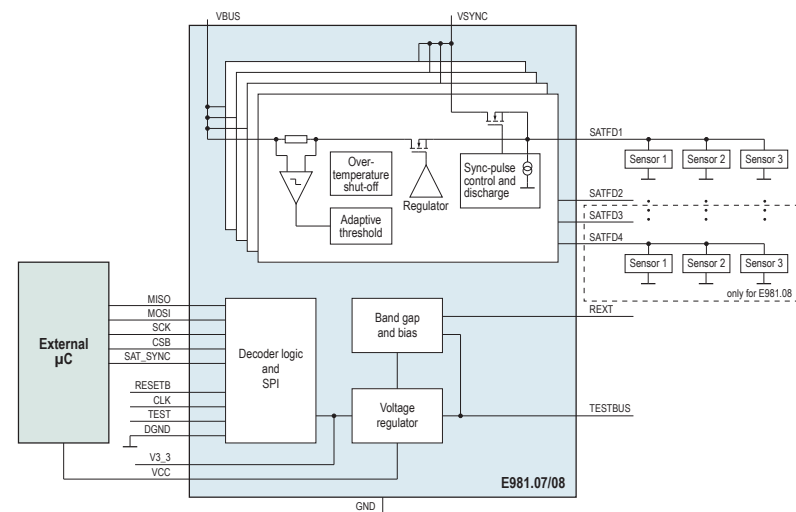 VBUS
VSYNC
SATFD1
Sensor 1
Sensor 2
Sensor 3
Over-
temperature
shut-off
Regulator
Sync-pulse
control and
discharge
Adaptive
threshold
SATFD2
SATFD3
SATFD4
Sensor 1
Sensor 2
Sensor 3
only for E981.08
External
µC
MISO
MOSI
SCK
CSB
SAT_SYNC
RESETB
CLK
TEST
DGND
V3_3
VCC
Decoder logic
and
SPI
Band gap
and bias
Voltage
regulator
REXT
TESTBUS
E981.07/08
GND